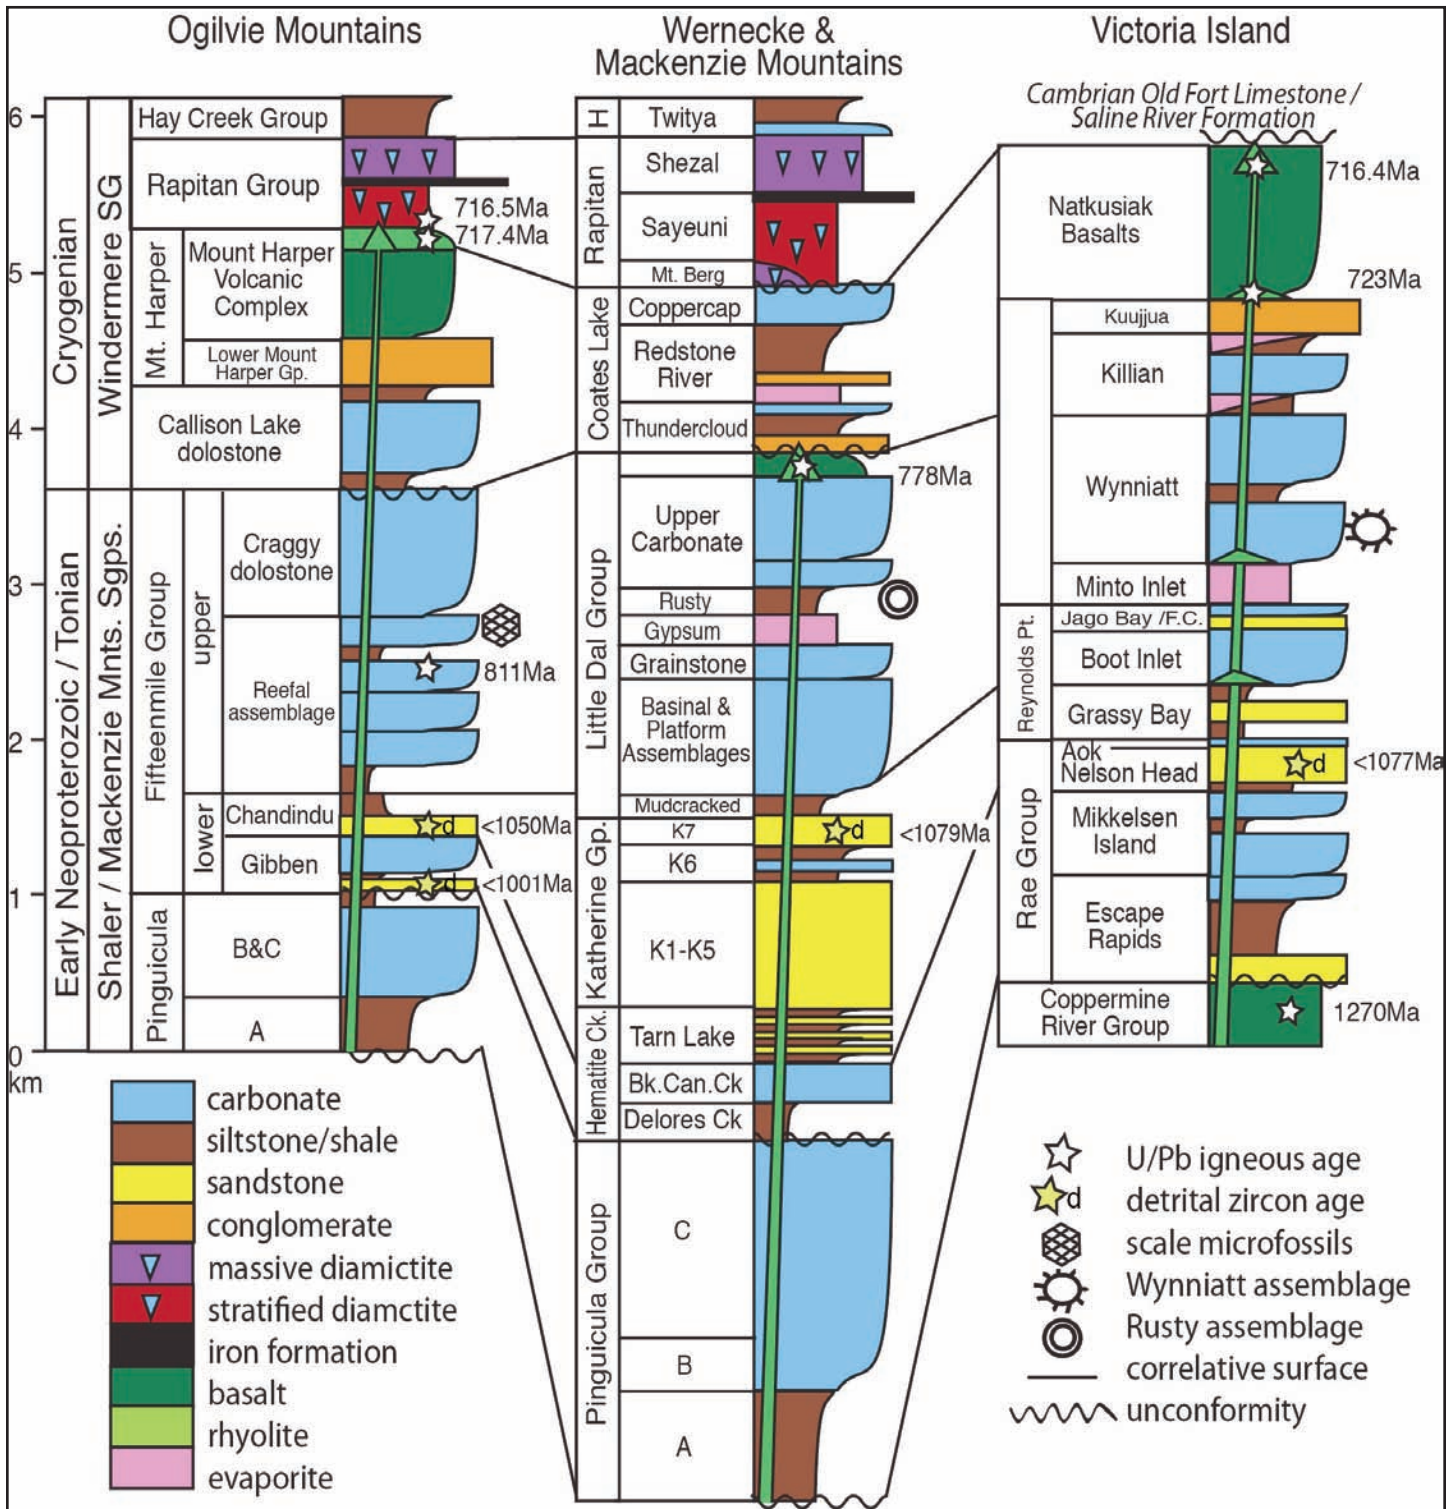 Ogilvie Mountains
Wernecke &
Mackenzie Mountains
Victoria Island
Cambrian Old Fort Limestone /
Saline River Formation
6
5
4
3
2
1
0
km
Cryogenian
Early Neoproterozoic / Tonian
Windermere SG
Shaler / Mackenzie Mnts. Sgps.
Hay Creek Group
Rapitan Group
Mt. Harper
Mount Harper
Volcanic
Complex
Lower Mount
Harper Gp.
Callison Lake
dolostone
Fifteenmile Group
upper
Craggy
dolostone
Reefal
assemblage
lower
Chandindu
Gibben
Pinguicula
B&C
A
716.5Ma
717.4Ma
811Ma
d
<1050Ma
d
<1001Ma
H
Twitya
Rapitan
Shezal
Sayeuni
Mt. Berg
Coates Lake
Coppercap
Redstone
River
Thundercloud
Little Dal Group
Upper
Carbonate
Rusty
Gypsum
Grainstone
Basinal &
Platform
Assemblages
Mudcracked
Katherine Gp.
K7
K6
K1-K5
Hematite Ck.
Tarn Lake
Bk.Can.Ck
Delores Ck
Pinguicula Group
C
B
A
778Ma
d
<1079Ma
Natkusiak
Basalts
Kuujjua
Killian
Wynniatt
Minto Inlet
Reynolds Pt.
Jago Bay /F.C.
Boot Inlet
Grassy Bay
Rae Group
Aok
Nelson Head
Mikkelsen
Island
Escape
Rapids
Coppermine
River Group
716.4Ma
723Ma
d
<1077Ma
1270Ma
carbonate
siltstone/shale
sandstone
conglomerate
massive diamictite
stratified diamctite
iron formation
basalt
rhyolite
evaporite
U/Pb igneous age
d
detrital zircon age
scale microfossils
Wynniatt assemblage
Rusty assemblage
correlative surface
unconformity